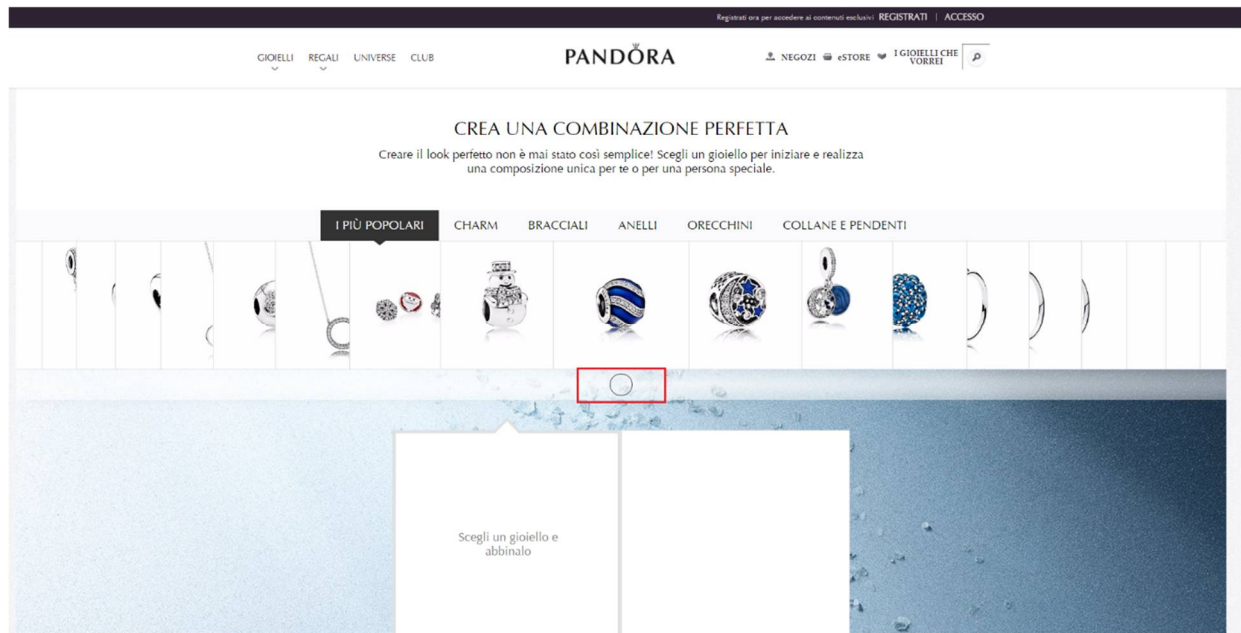 Registrati ora per accedere ai contenuti esclusivi REGISTRATI | ACCESSO
GIOIELLI REGALI UNIVERSE CLUB
PANDÖRA
NEGOZI eSTORE I GIOIELLI CHE
VORREI
CREA UNA COMBINAZIONE PERFETTA
Creare il look perfetto non è mai stato così semplice! Scegli un gioiello per iniziare e realizza
una composizione unica per te o per una persona speciale.
I PIÙ POPOLARI CHARM BRACCIALI ANELLI ORECCHINI COLLANE E PENDENTI
Scegli un gioiello e
abbinalo